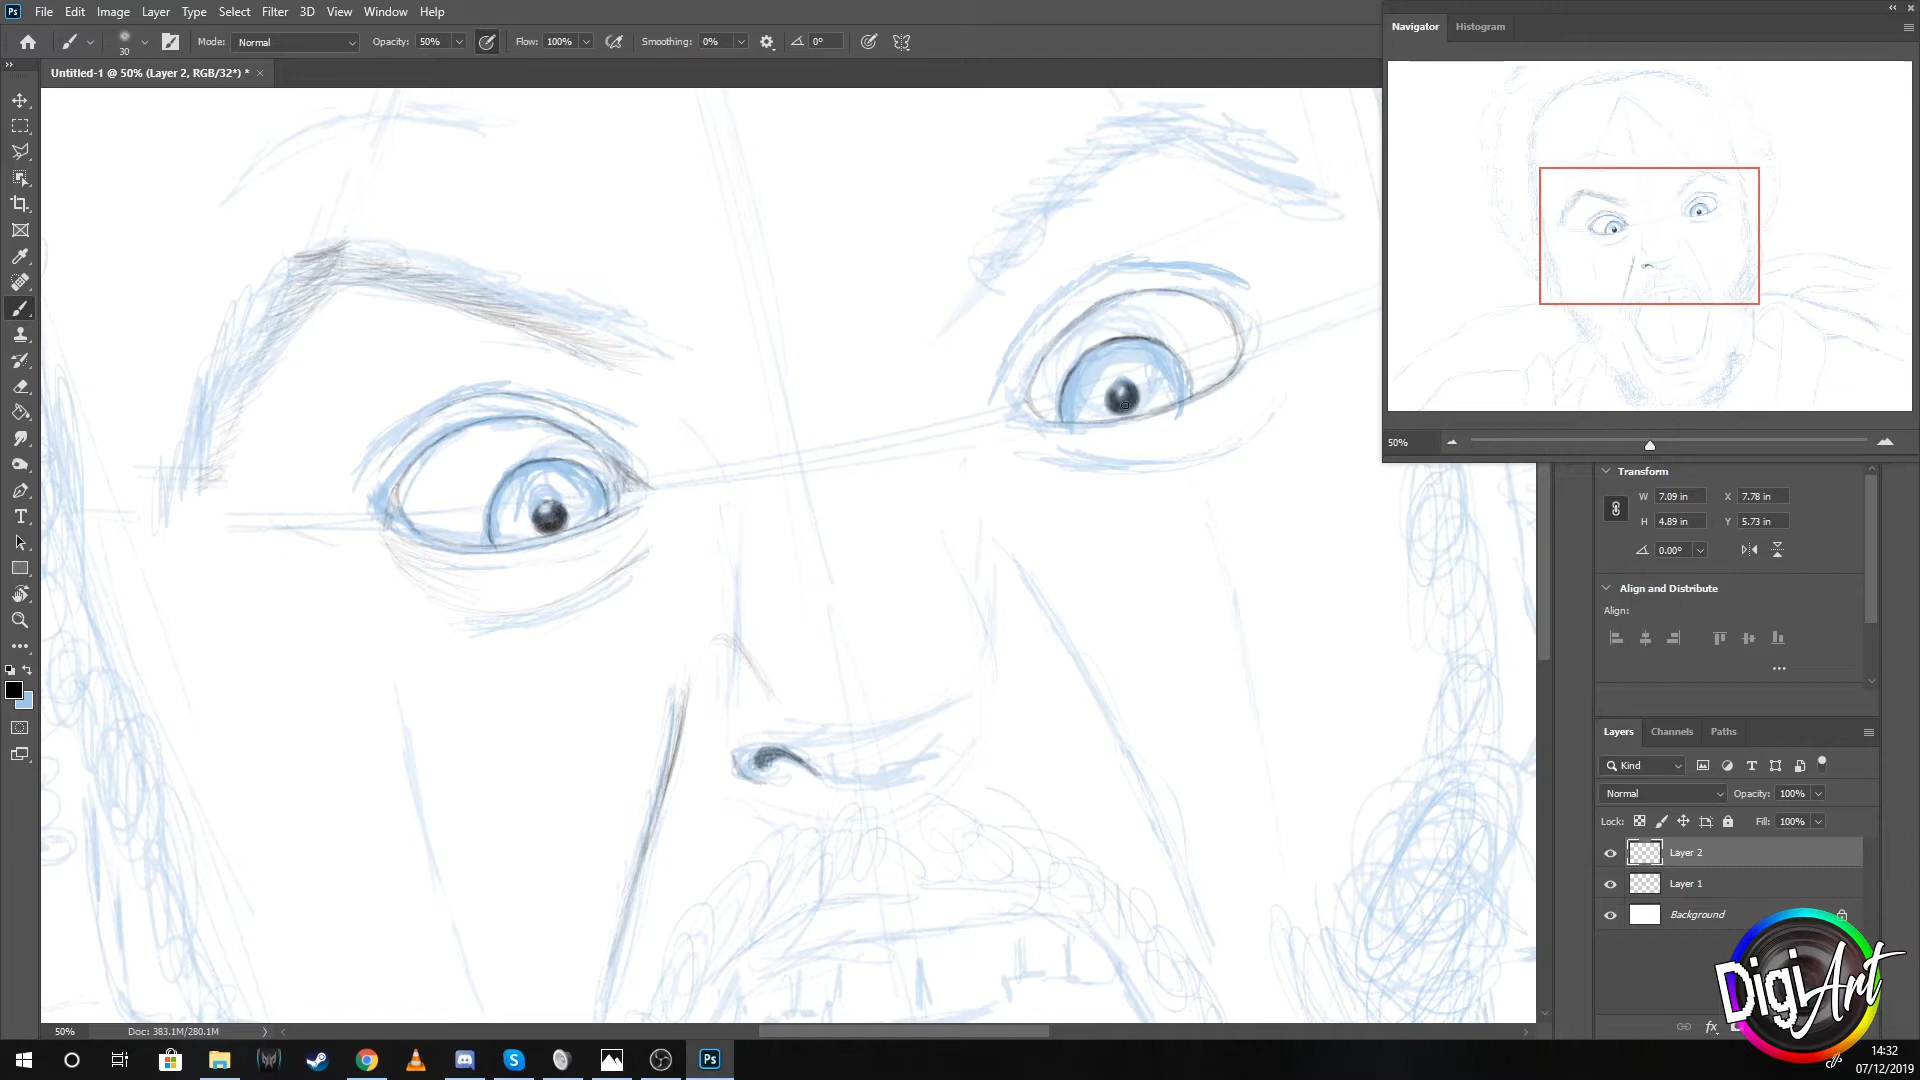 Ps File Edit Image Layer Type Select Filter 3D View Window Help
30 Mode: Normal Opacity: 50% Flow: 100% Smoothing: 0% 0°
Untitled-1 @ 50% (Layer 2, RGB/32*) *
Navigator Histogram
50%
Transform
W 7.09 in X 7.78 in
H 4.89 in Y 5.73 in
0.00°
Align and Distribute
Align:
Layers Channels Paths
Kind
Normal Opacity: 100%
Lock: Fill: 100%
Layer 2
Layer 1
Background
fx
DigiArt
50% Doc: 383.1M/280.1M
Ps
14:32
07/12/2019